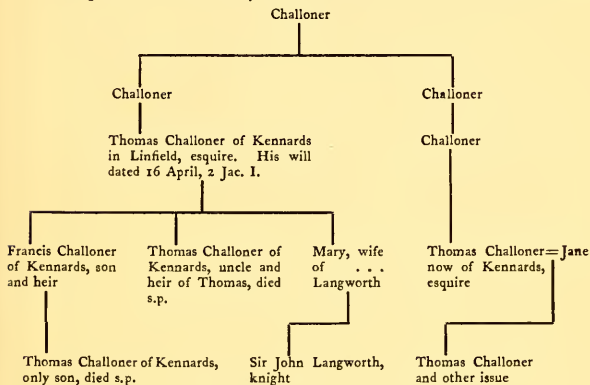 Challoner
Challoner
Challoner
Thomas Challoner of Kennards
in Linfield, esquire. His will
dated 16 April, 2 Jac. I.
Challoner
Francis Challoner
of Kennards, son
and heir
Thomas Challoner of
Kennards, uncle and
heir of Thomas, died
s.p.
Mary, wife
of . . .
Langworth
Thomas Challoner=Jane
now of Kennards,
esquire
Thomas Challoner of Kennards,
only son, died s.p.
Sir John Langworth,
knight
Thomas Challoner
and other issue